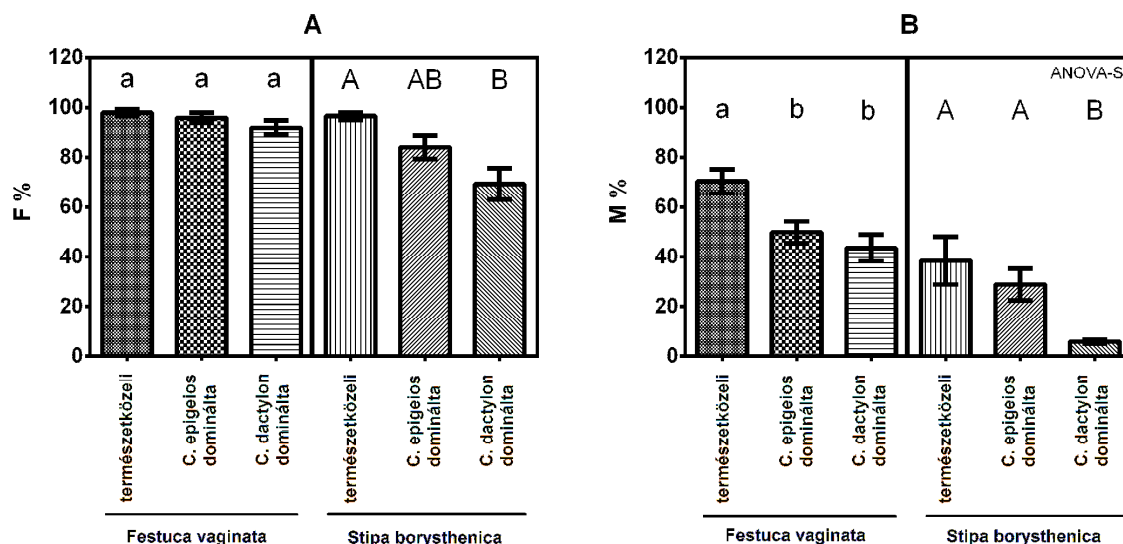 A
F %
120
100
80
60
40
20
0
a a a A AB B
természetközeli
C. epigeios
dominálta
C. dactylon
dominálta
természetközeli
C. epigeios
dominálta
C. dactylon
dominálta
Festuca vaginata
Stipa borysthenica
B
M %
120
100
80
60
40
20
0
ANOVA-S
a b b A A B
természetközeli
C. epigeios
dominálta
C. dactylon
dominálta
természetközeli
C. epigeios
dominálta
C. dactylon
dominálta
Festuca vaginata
Stipa borysthenica